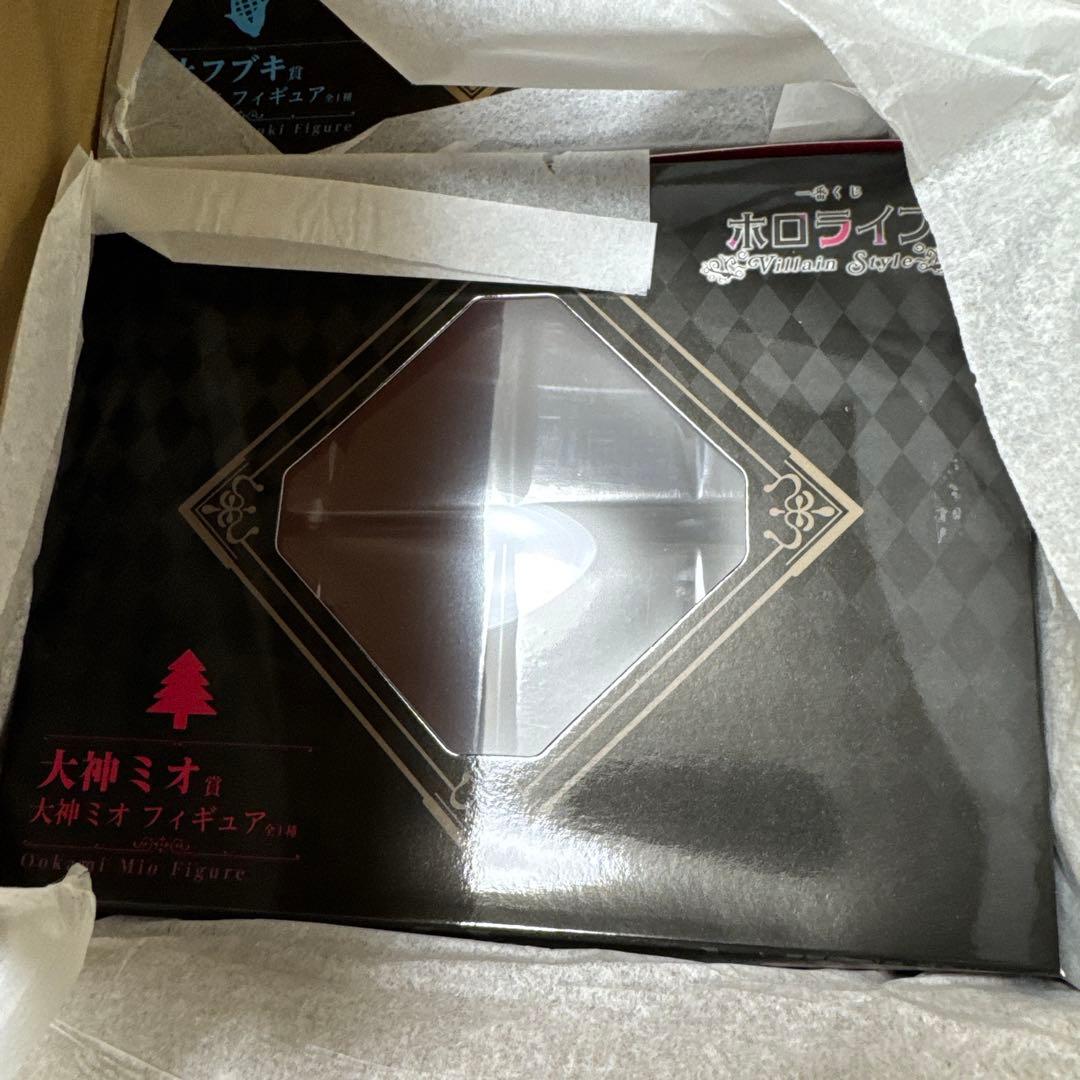 フブキ賞
フィギュア全1種
ki Figure
一番くじ
ホロライブ
Villain Style
大神ミオ賞
大神ミオ フィギュア全1種
Ookami Mio Figure